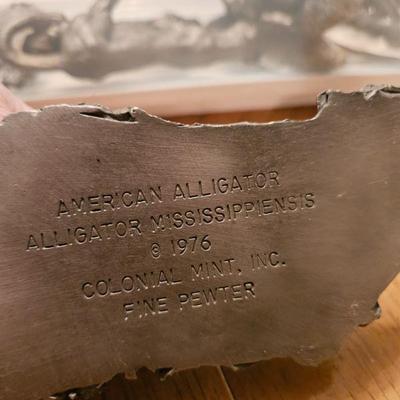 AMERICAN ALLIGATOR
ALLIGATOR MISSISSIPPIENSIS
© 1976
COLONIAL MINT, INC.
FINE PEWTER